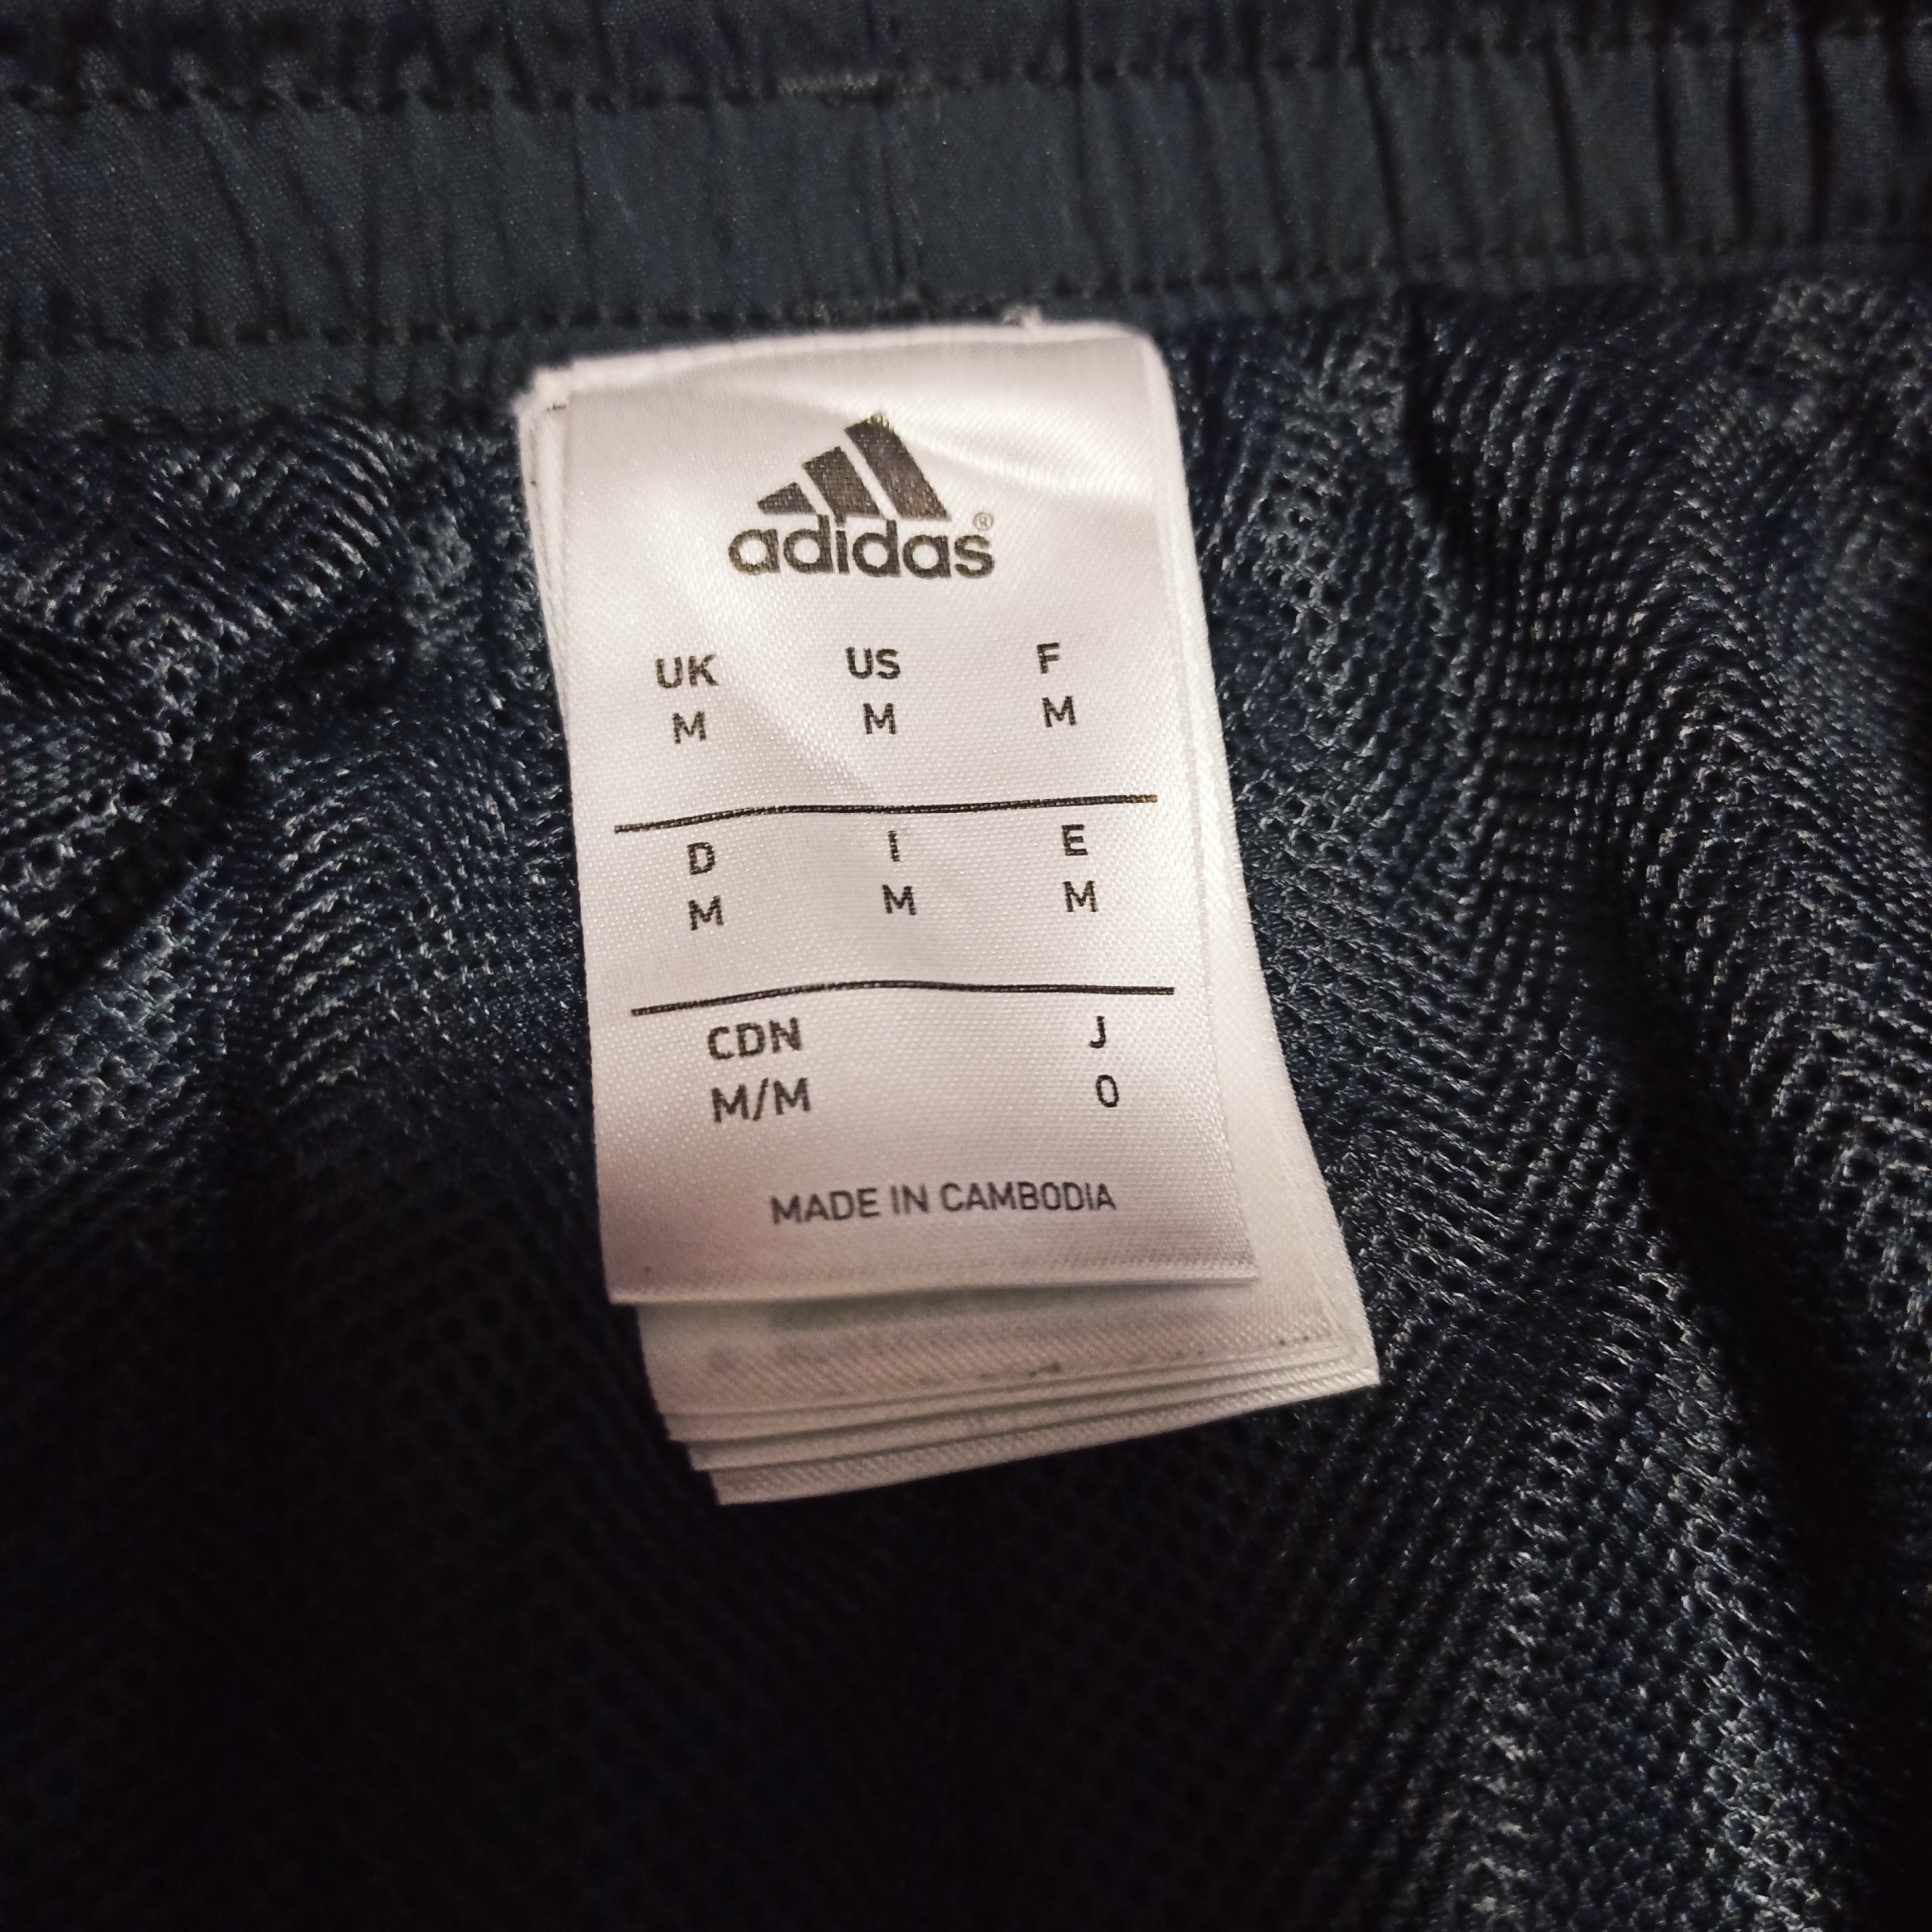 adidas®
UK US F
M M M
D I E
M M M
CDN J
M/M O
MADE IN CAMBODIA